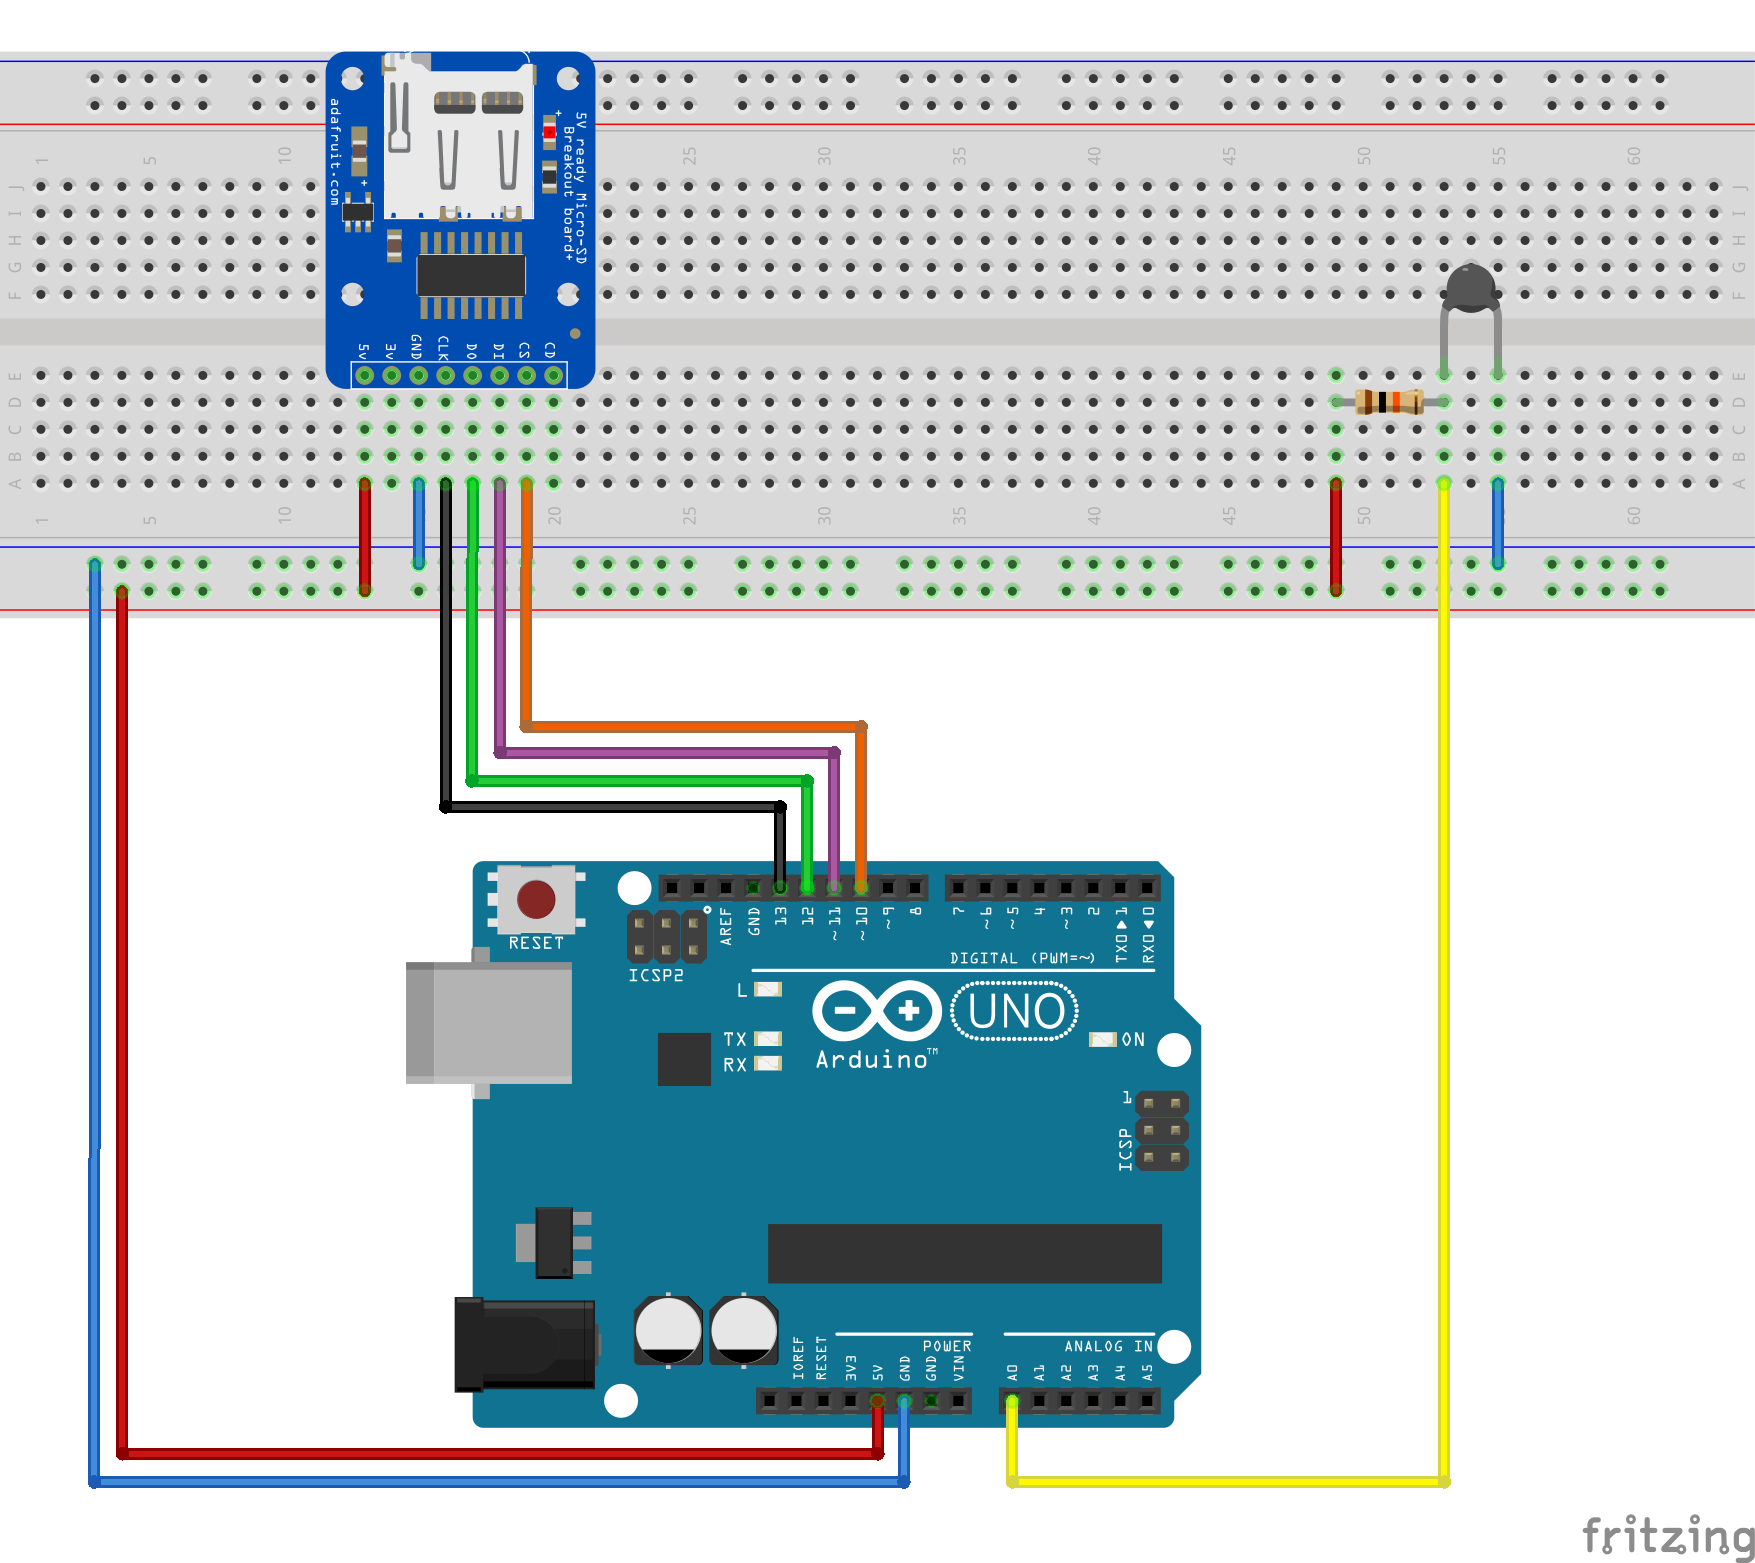 1 5 10 25 30 35 40 45 50 55 60
J J
I I
H H
G G
F F
adafruit.com
5V ready Micro-SD
Breakout board+
+
+
5v 3v GND CLK DO DI CS CD
E E
D D
C C
B B
A A
1 5 10 20 25 30 35 40 45 50 60
RESET
ICSP2
AREF GND 13 12 ~11 ~10 ~9 8 7 ~6 ~5 4 ~3 2 TX0▶1 RX0◀0
DIGITAL (PWM=~)
L
TX
RX
UNO
Arduino™
ON
1
ICSP
POWER
ANALOG IN
IOREF RESET 3V3 5V GND GND VIN A0 A1 A2 A3 A4 A5
fritzing